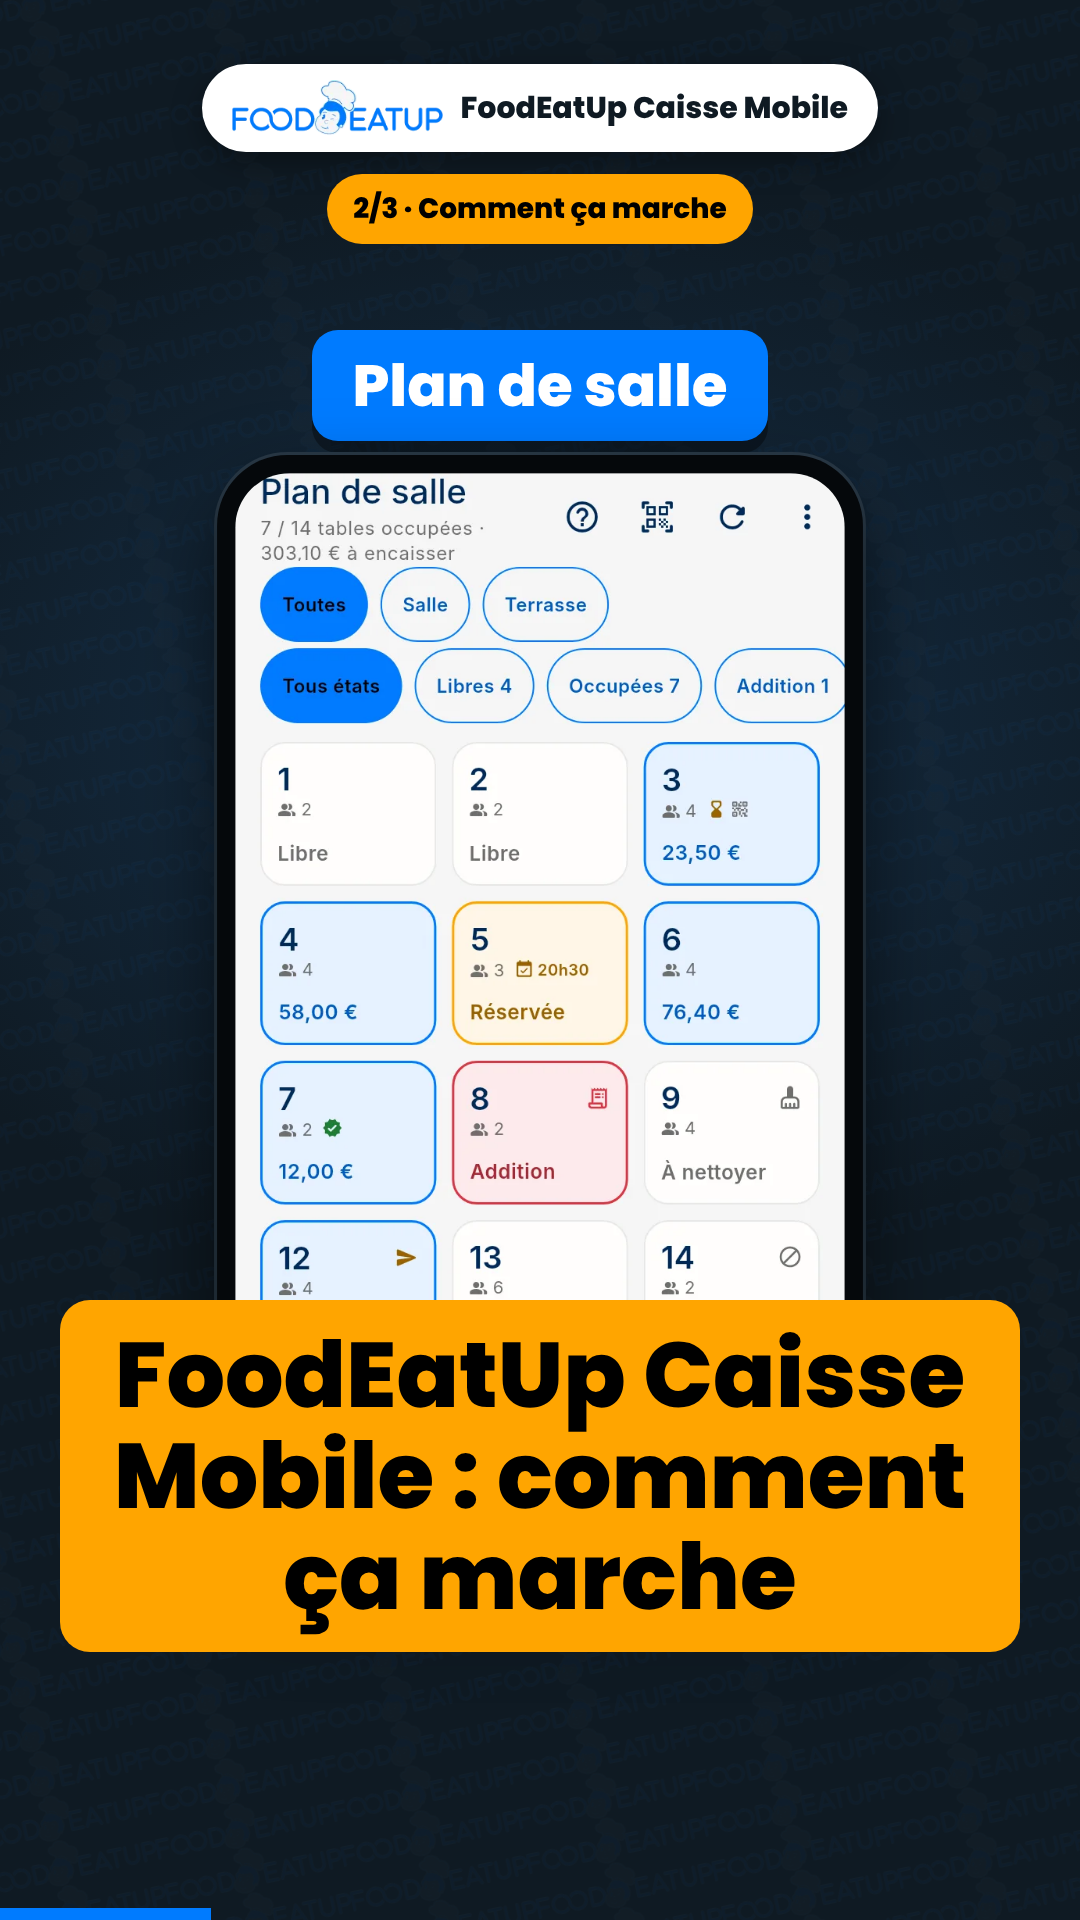 FOOD EATUP FoodEatUp Caisse Mobile
2/3 · Comment ça marche
Plan de salle
Plan de salle
7 / 14 tables occupées ·
303,10 € à encaisser
Toutes Salle Terrasse
Tous états Libres 4 Occupées 7 Addition 1
1 2 3
2 2 4
Libre Libre 23,50 €
4 5 6
4 3 20h30 4
58,00 € Réservée 76,40 €
7 8 9
2 2 4
12,00 € Addition À nettoyer
12 13 14
4 6 2
FoodEatUp Caisse
Mobile : comment
ça marche